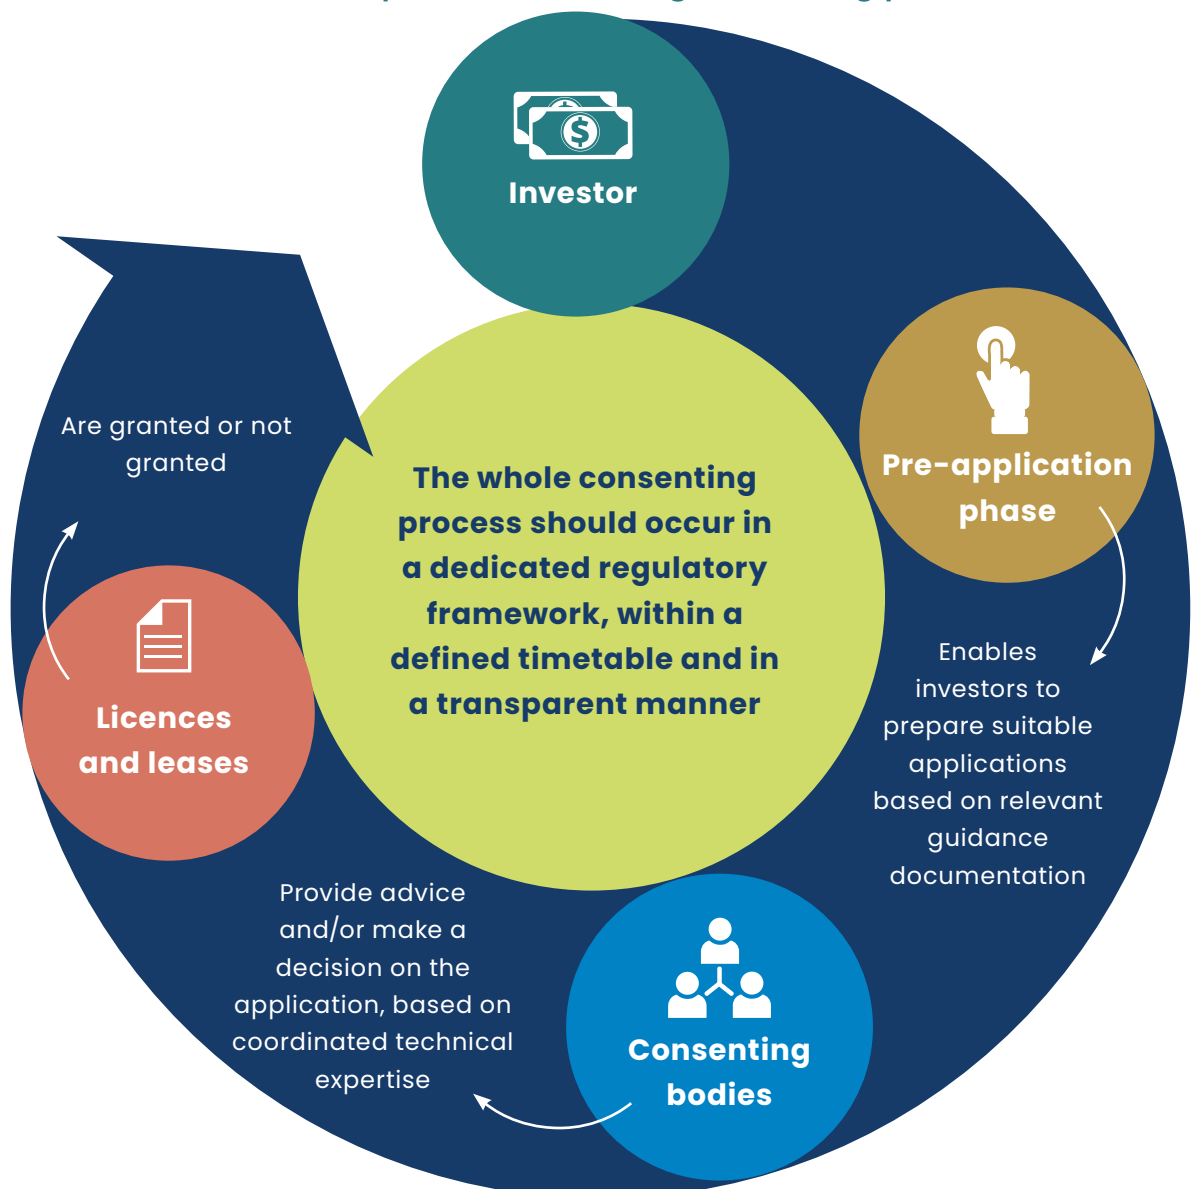 Investor
Pre-application
phase
Enables
investors to
prepare suitable
applications
based on relevant
guidance
documentation
Consenting
bodies
Provide advice
and/or make a
decision on the
application, based on
coordinated technical
expertise
Licences
and leases
Are granted or not
granted
The whole consenting
process should occur in
a dedicated regulatory
framework, within a
defined timetable and in
a transparent manner